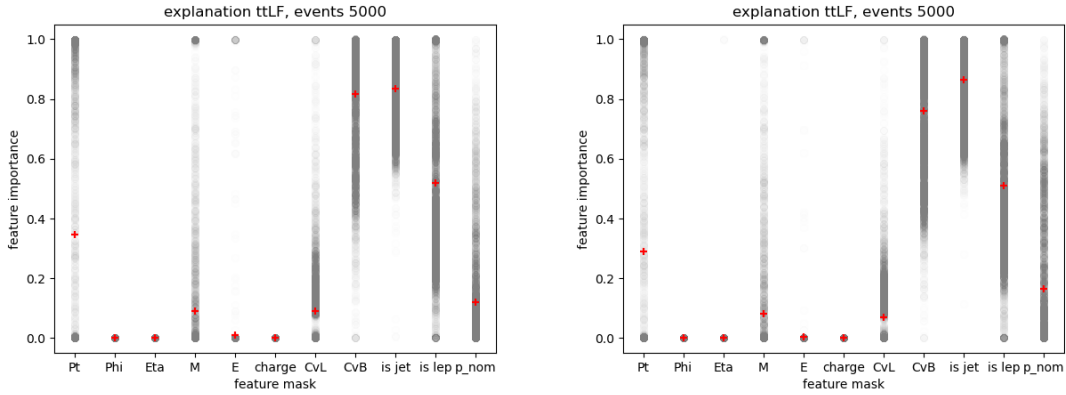 explanation ttLF, events 5000
1.0
0.8
0.6
0.4
0.2
0.0
feature importance
Pt Phi Eta M E charge CvL CvB is jet is lep p_nom
feature mask
explanation ttLF, events 5000
1.0
0.8
0.6
0.4
0.2
0.0
feature importance
Pt Phi Eta M E charge CvL CvB is jet is lep p_nom
feature mask